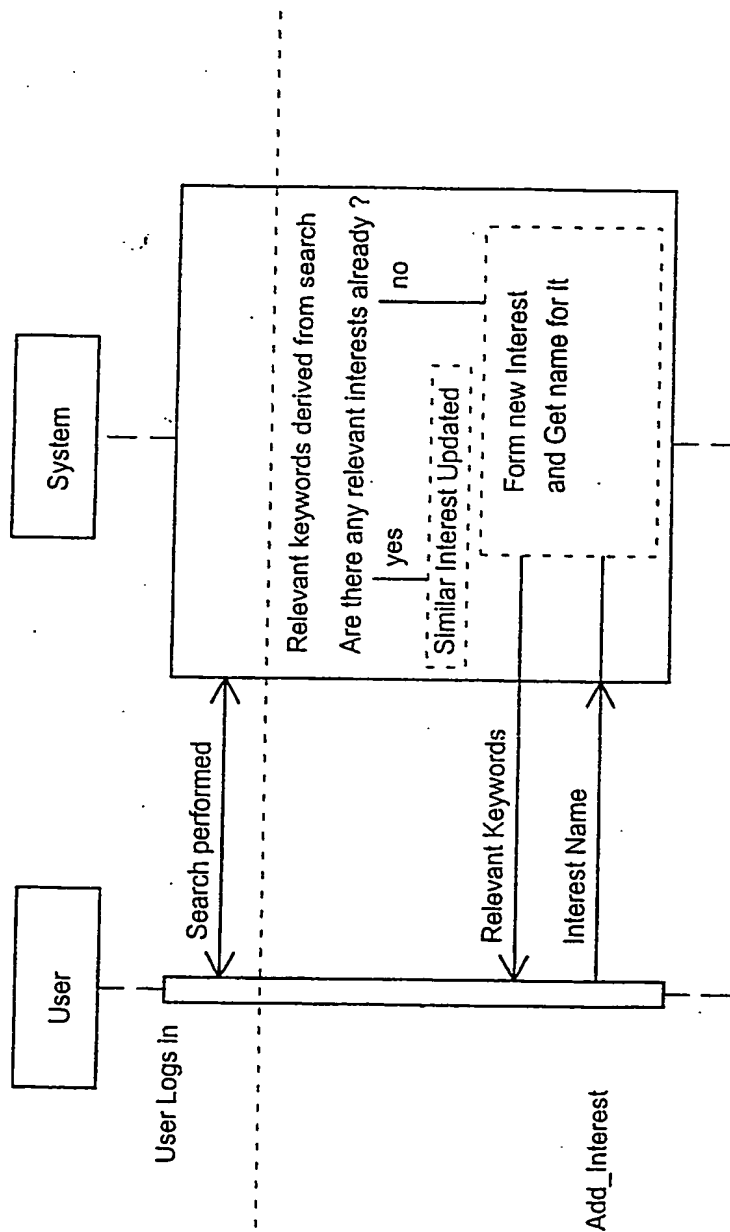 User
System
User Logs In
Search performed
Relevant keywords derived from search
Are there any relevant interests already ?
yes
no
Similar Interest Updated
Relevant Keywords
Form new Interest
and Get name for It
Interest Name
Add_Interest